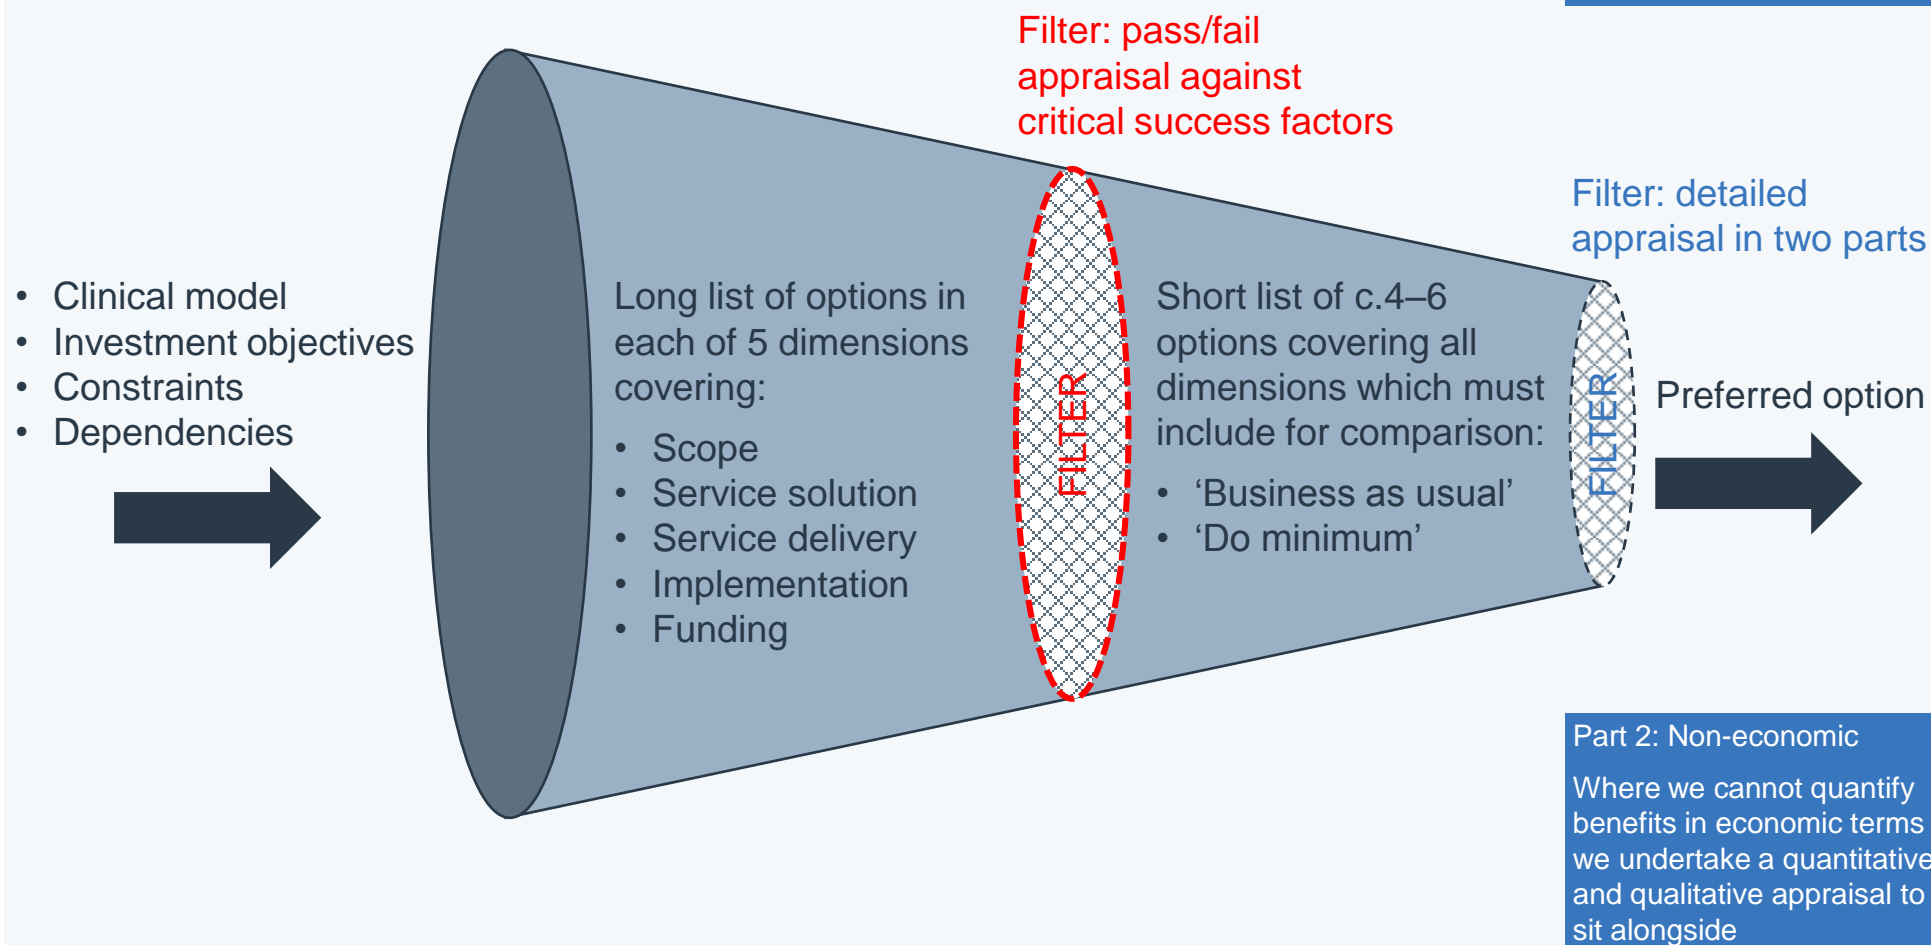 Filter: pass/fail
appraisal against
critical success factors
Filter: detailed
appraisal in two parts
• Clinical model
• Investment objectives
• Constraints
• Dependencies
Long list of options in
each of 5 dimensions
covering:
• Scope
• Service solution
• Service delivery
• Implementation
• Funding
FILTER
Short list of c.4–6
options covering all
dimensions which must
include for comparison:
• ‘Business as usual’
• ‘Do minimum’
FILTER
Preferred option
Part 2: Non-economic
Where we cannot quantify
benefits in economic terms
we undertake a quantitative
and qualitative appraisal to
sit alongside